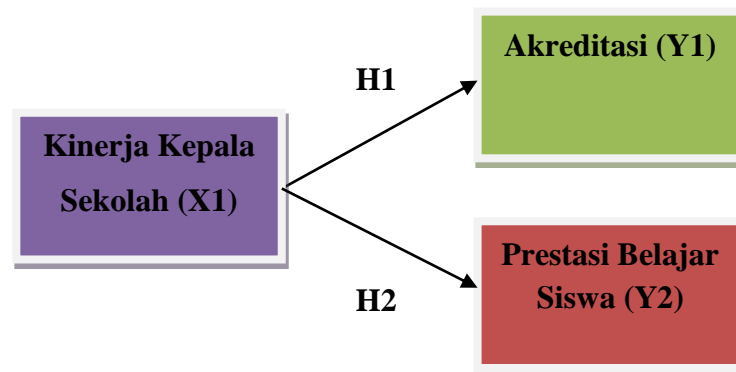 Kinerja Kepala
Sekolah (X1)
H1
Akreditasi (Y1)
H2
Prestasi Belajar
Siswa (Y2)